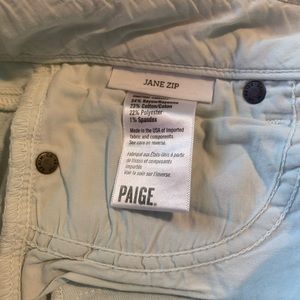 JANE ZIP
54% Rayon/Rayonne
23% Cotton/Coton
22% Polyester
1% Spandex
Made in the USA of Imported
fabric and components.
See care on reverse.
Fabriqué aux États-Unis à partir
de tissus et composants
importés.
Voir le soin sur l'inverse.
PAIGE.